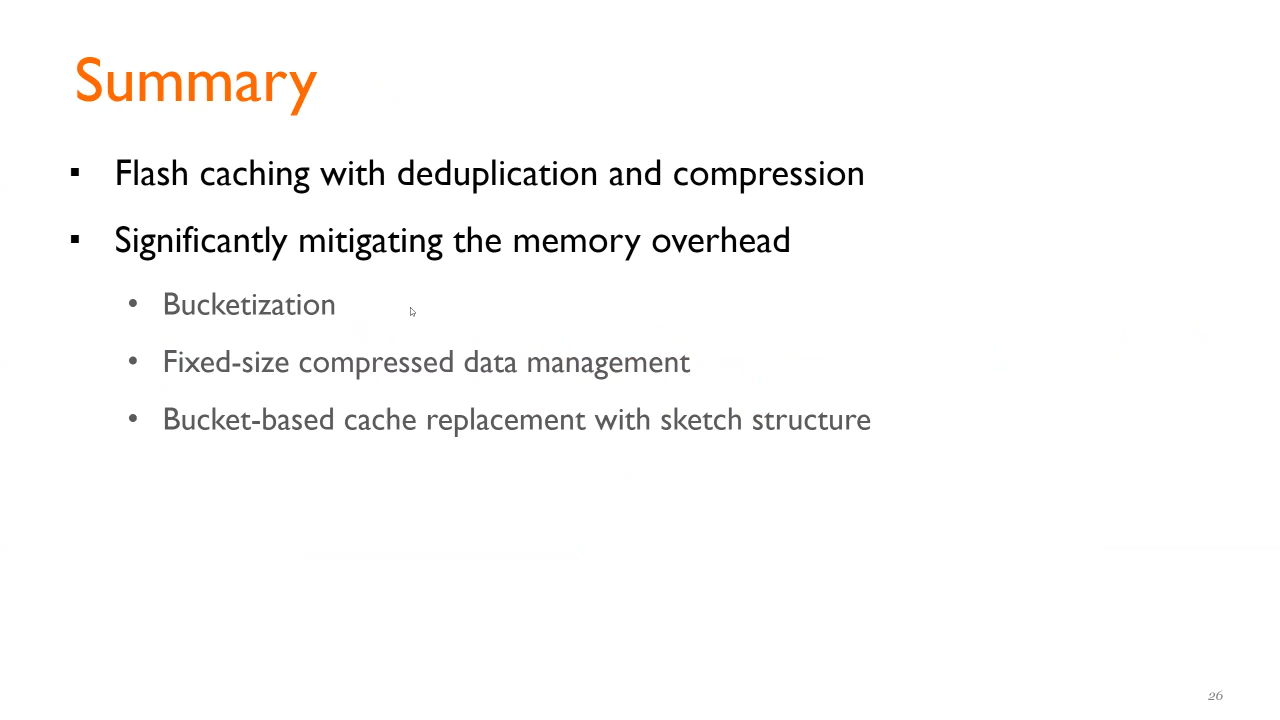 Summary
▪ Flash caching with deduplication and compression
▪ Significantly mitigating the memory overhead
• Bucketization
• Fixed-size compressed data management
• Bucket-based cache replacement with sketch structure
26